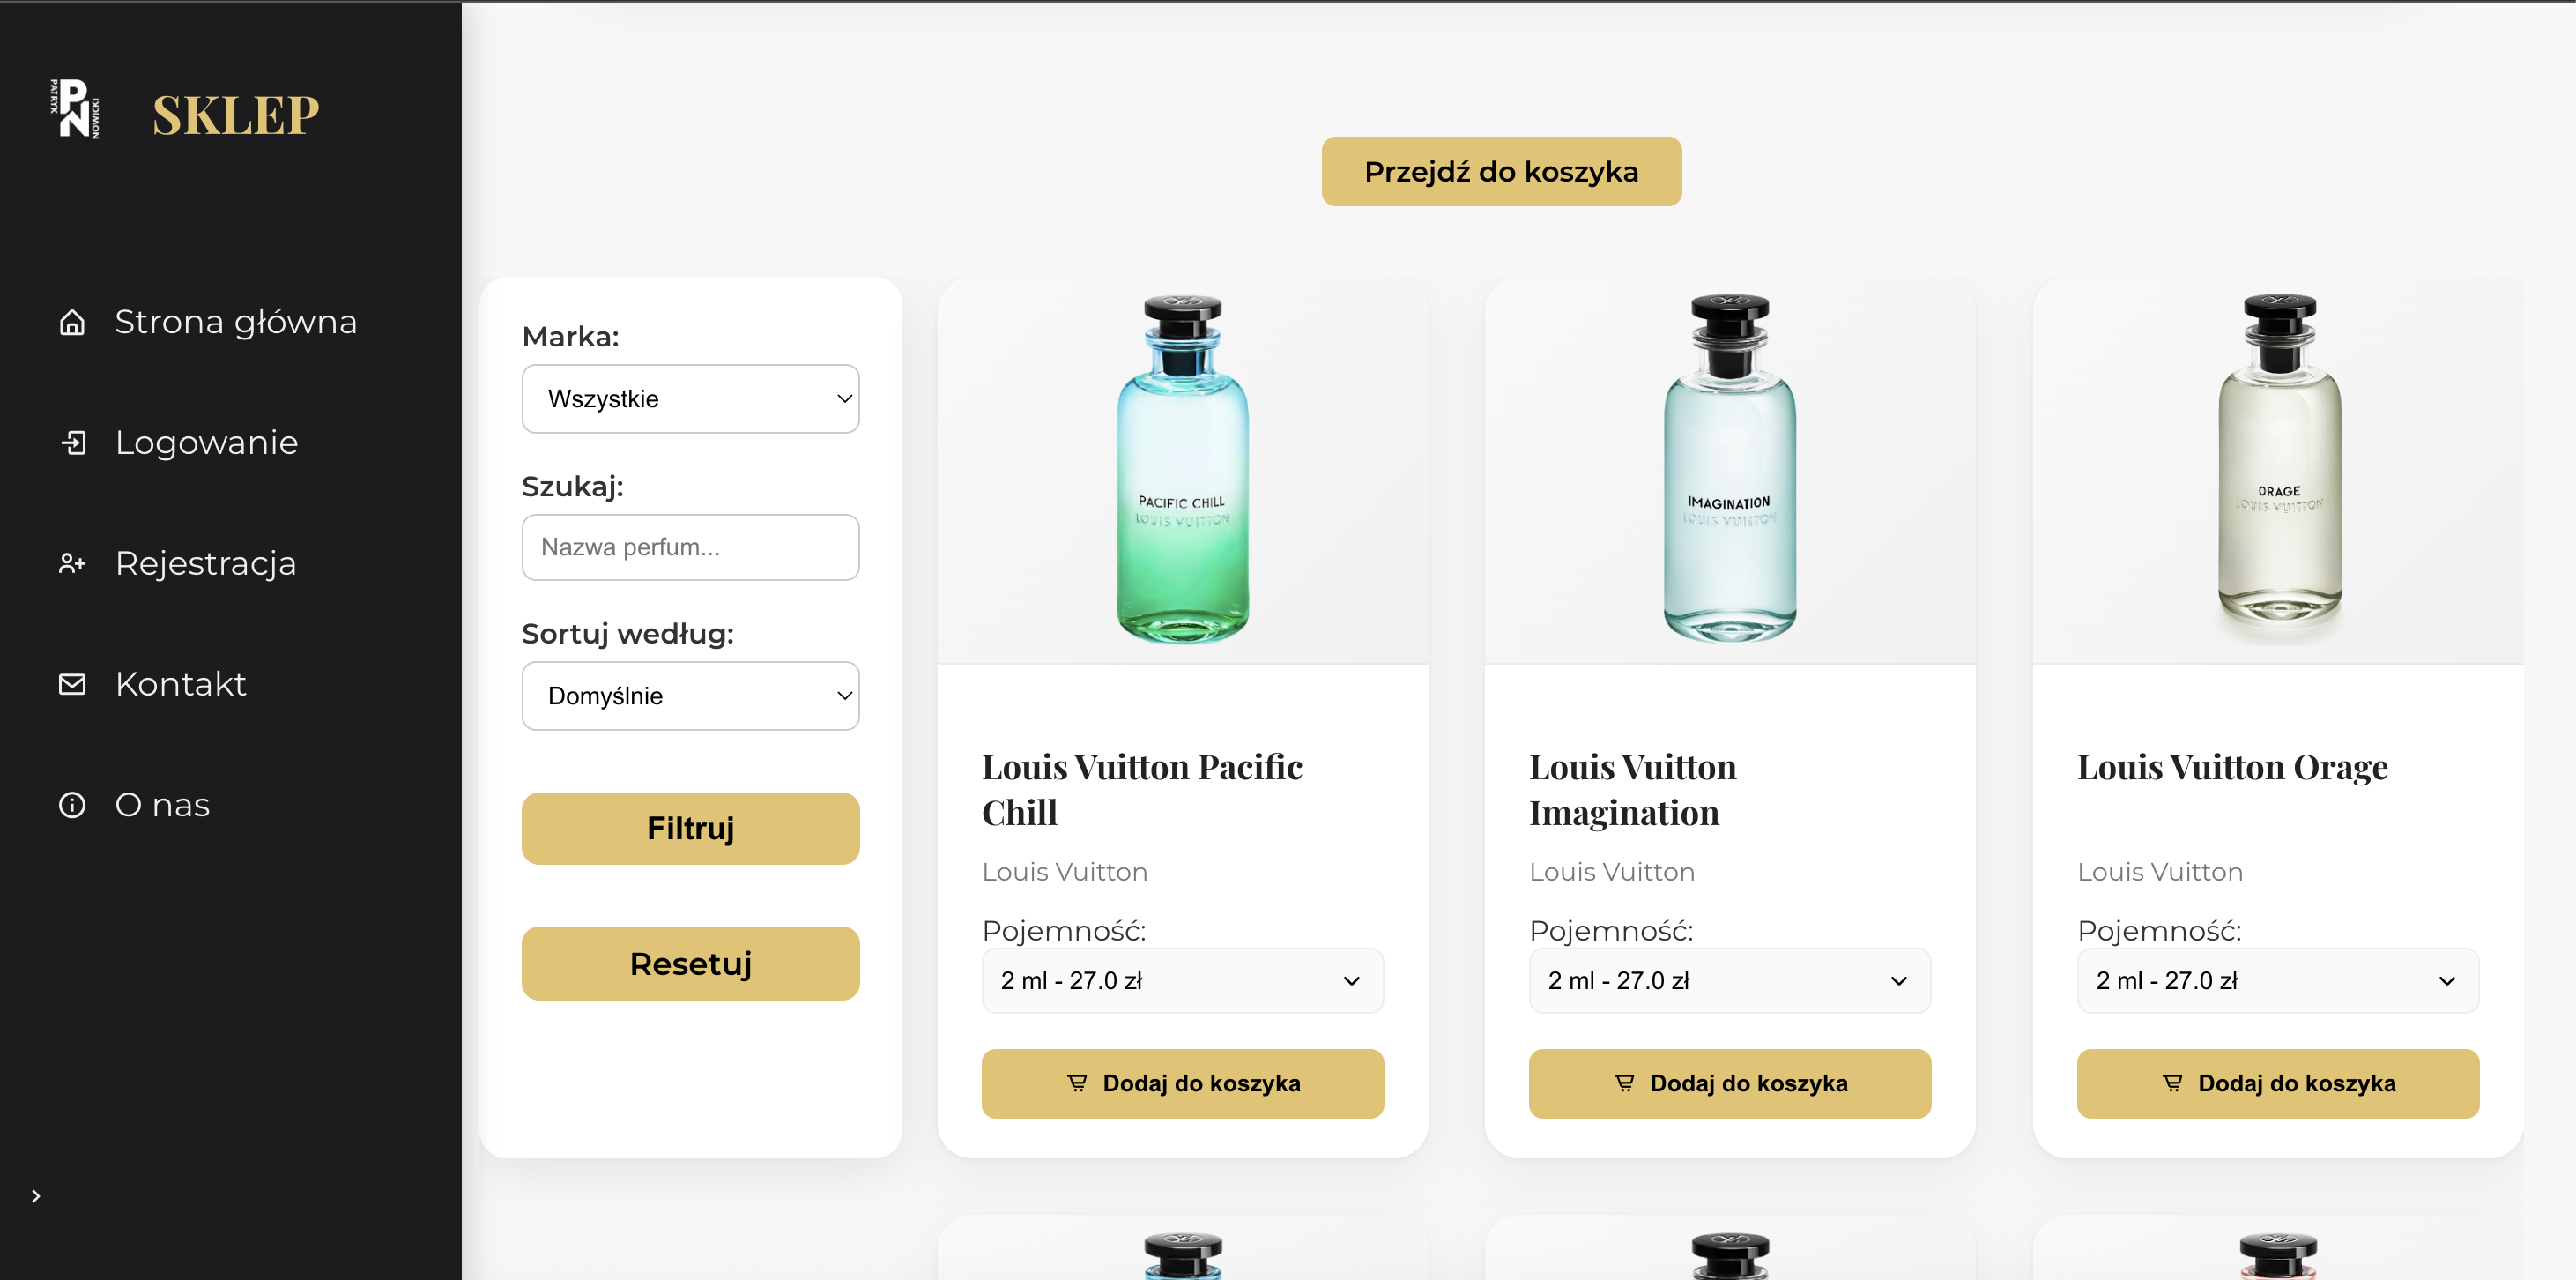 PATRYK
PN
NOWICKI
SKLEP
Strona główna
Logowanie
Rejestracja
Kontakt
O nas
Przejdź do koszyka
Marka:
Wszystkie
Szukaj:
Nazwa perfum...
Sortuj według:
Domyślnie
Filtruj
Resetuj
PACIFIC CHILL
LOUIS VUITTON
Louis Vuitton Pacific
Chill
Louis Vuitton
Pojemność:
2 ml - 27.0 zł
Dodaj do koszyka
IMAGINATION
LOUIS VUITTON
Louis Vuitton
Imagination
Louis Vuitton
Pojemność:
2 ml - 27.0 zł
Dodaj do koszyka
ORAGE
LOUIS VUITTON
Louis Vuitton Orage
Louis Vuitton
Pojemność:
2 ml - 27.0 zł
Dodaj do koszyka